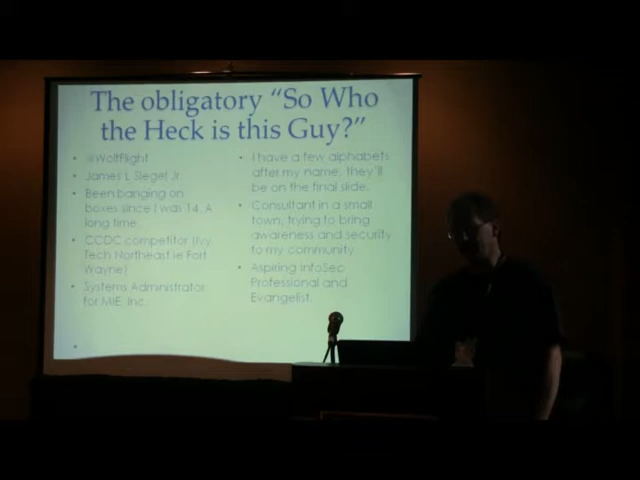 The obligatory “So Who
the Heck is this Guy?”
• @WolfFlight
• James L Siegel Jr.
• Been banging on
boxes since I was 14. A
long time.
• CCDC competitor (Ivy
Tech Northeast ie Fort
Wayne)
• Systems Administrator
for MIE, Inc.
•
• I have a few alphabets
after my name, they'll
be on the final slide.
• Consultant in a small
town, trying to bring
awareness and security
to my community
• Aspiring InfoSec
Professional and
Evangelist.